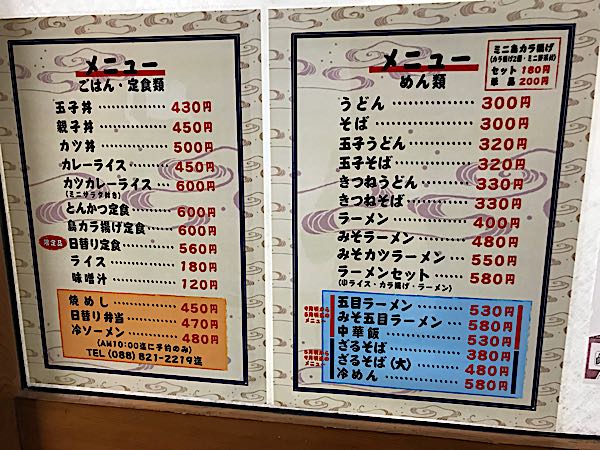 メニュー
ごはん・定食類
玉子丼 430円
親子丼 450円
カツ丼 500円
カレーライス 450円
カツカレーライス 600円
(ミニサラダ付き)
とんかつ定食 600円
鳥カラ揚げ定食 600円
限定品 日替り定食 560円
ライス 180円
味噌汁 120円
焼めし 450円
日替り弁当 470円
冷ソーメン 480円
(AM10:00迄に予約のみ)
TEL (088) 821-2219迄
メニュー
めん類
ミニ鳥カラ揚げ
(カラ揚げ2個・ミニ野菜付)
セット 160円
単品 200円
うどん 300円
そば 300円
玉子うどん 320円
玉子そば 320円
きつねうどん 330円
きつねそば 330円
ラーメン 400円
みそラーメン 480円
みそカツラーメン 550円
ラーメンセット 580円
(中ライス・カラ揚げ・ラーメン)
五目ラーメン 530円
みそ五目ラーメン 580円
中華飯 530円
ざるそば 380円
ざるそば (大) 480円
冷めん 580円